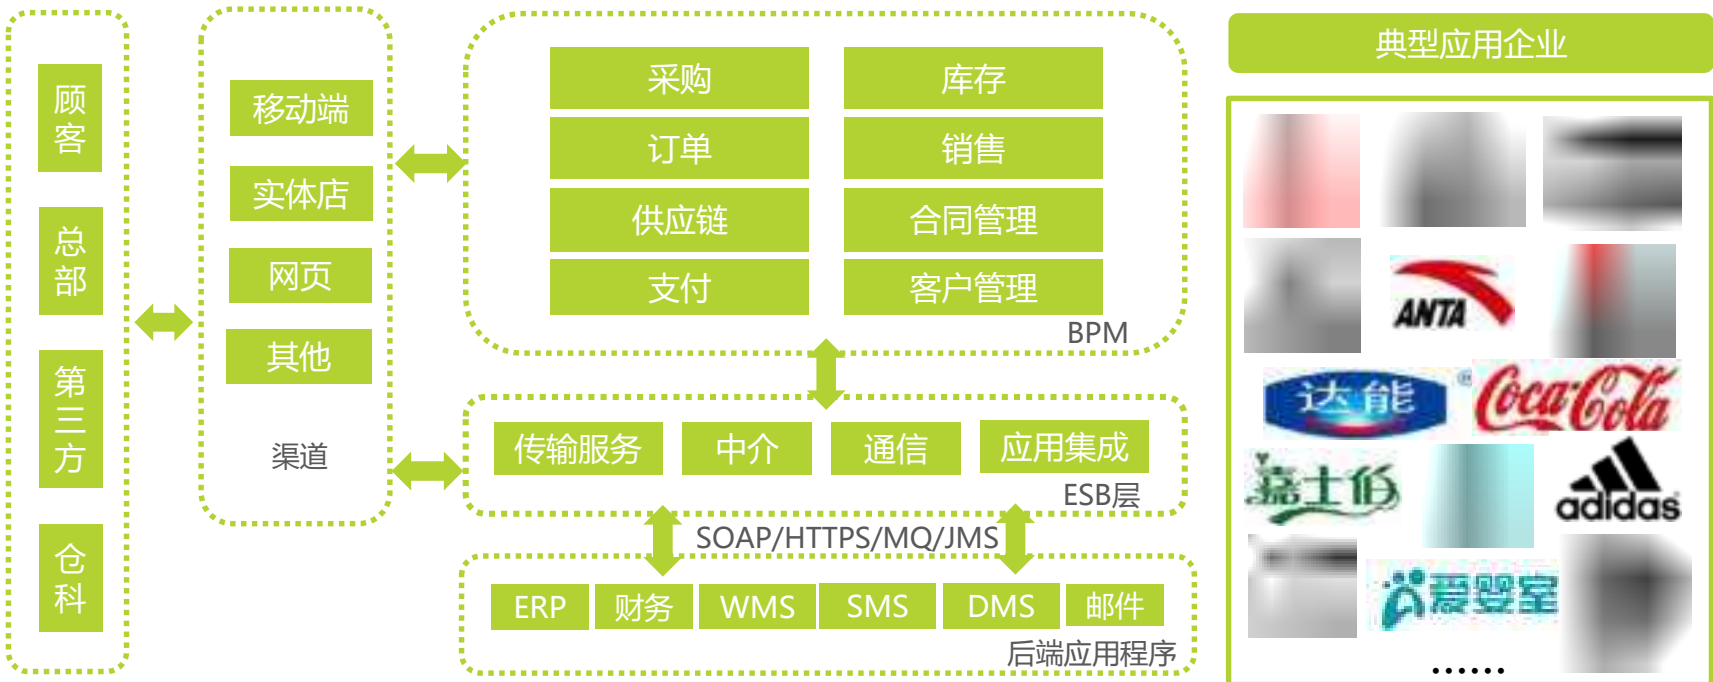 顾客
总部
第三方
仓科
移动端
实体店
网页
其他
渠道
采购
库存
订单
销售
供应链
合同管理
支付
客户管理
BPM
传输服务
中介
通信
应用集成
ESB层
SOAP/HTTPS/MQ/JMS
ERP
财务
WMS
SMS
DMS
邮件
后端应用程序
典型应用企业
ANTA
达能
®
Coca-Cola
嘉士伯
adidas
爱婴室
······